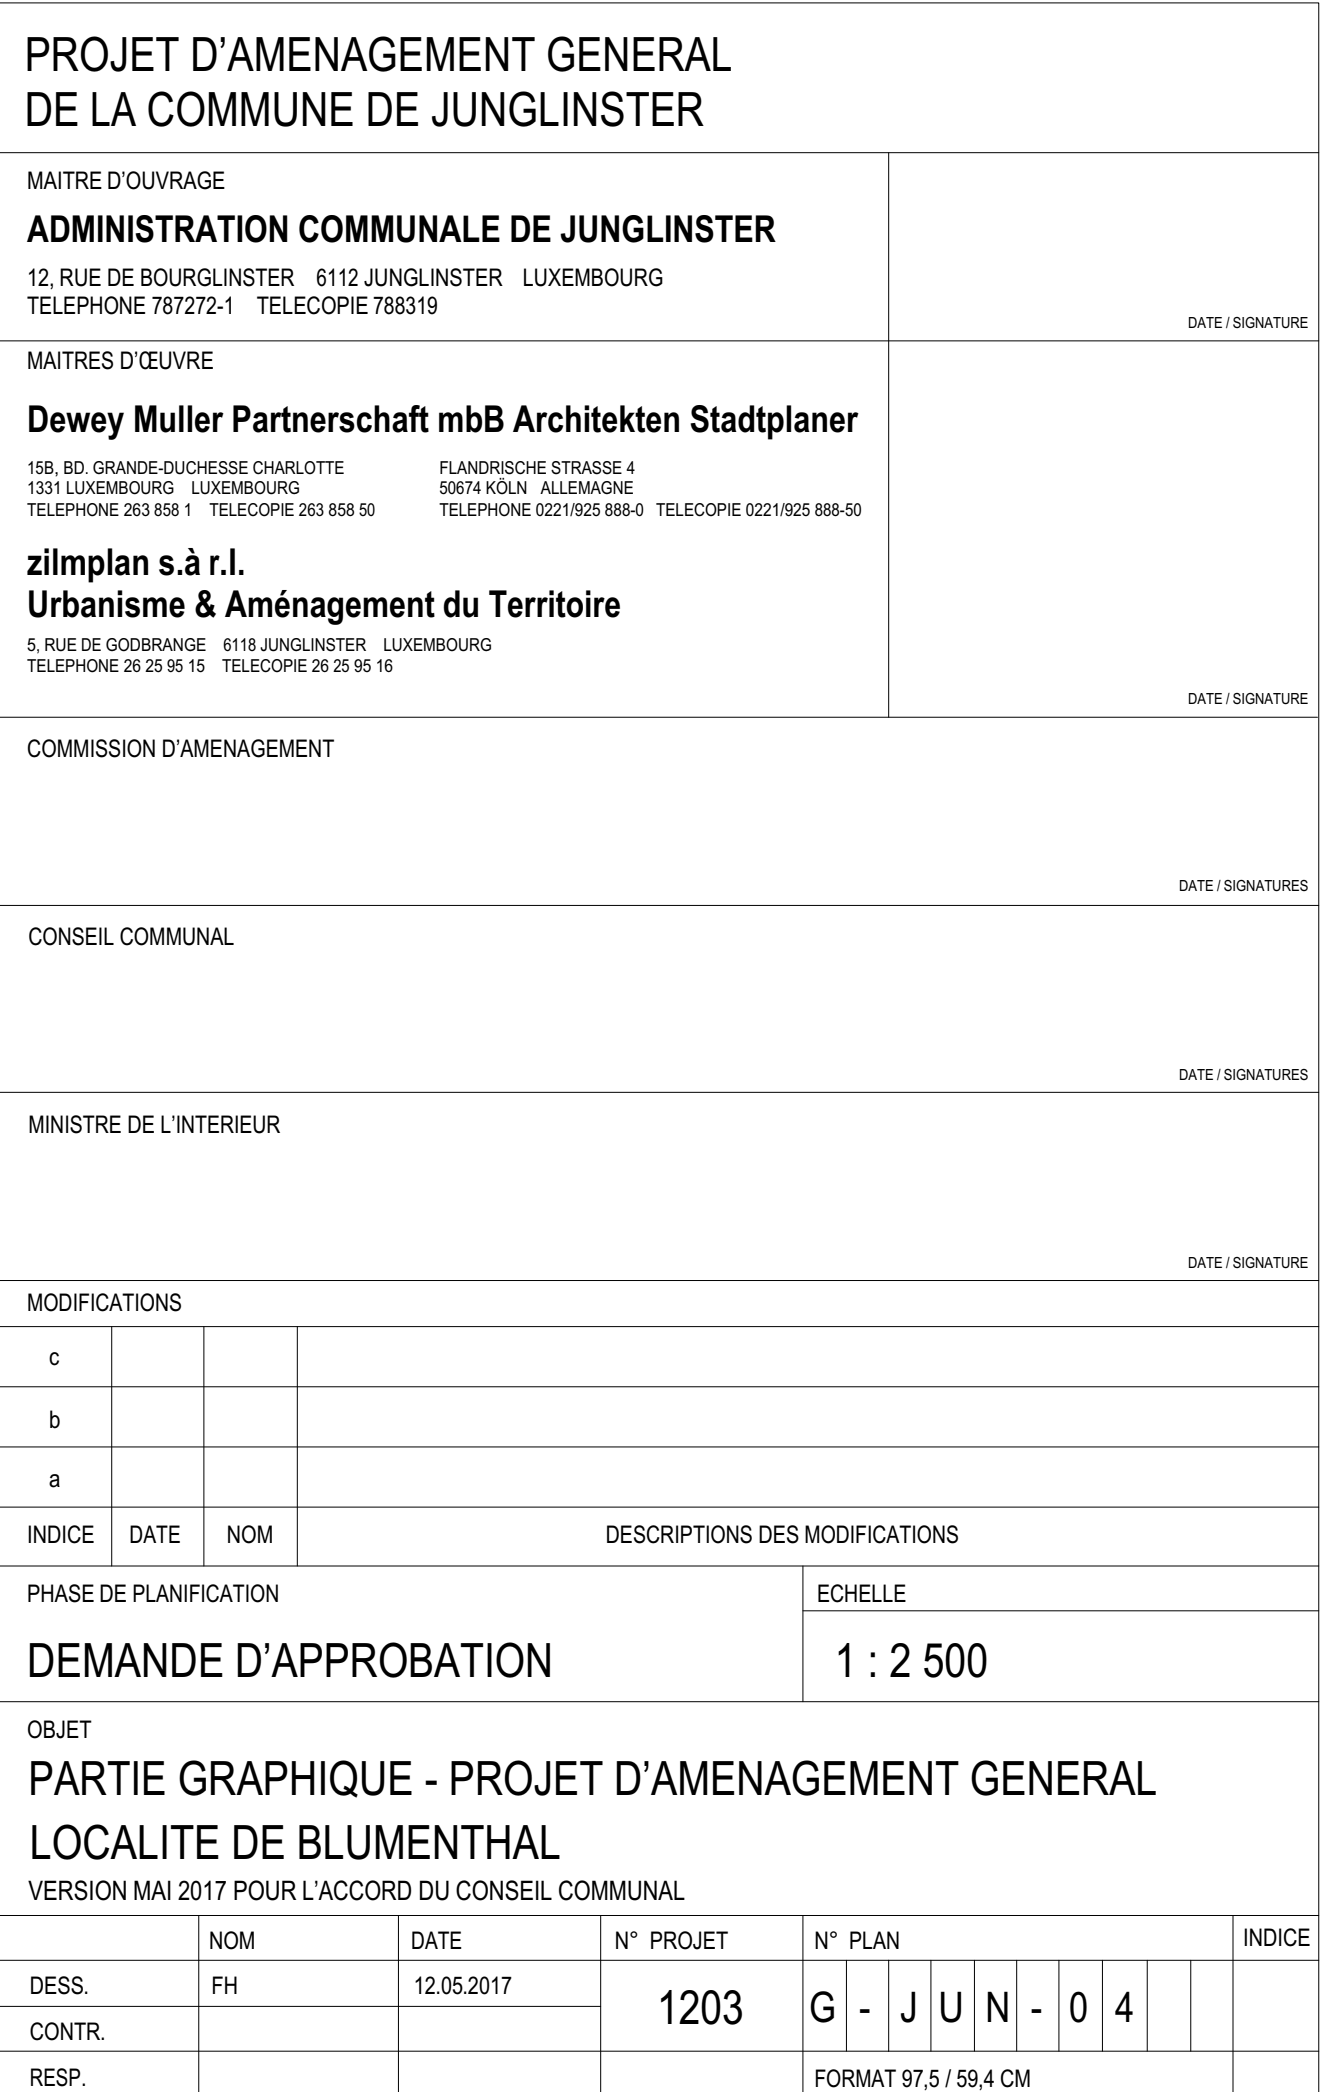 PROJET D'AMENAGEMENT GENERAL
DE LA COMMUNE DE JUNGLINSTER
MAITRE D'OUVRAGE
ADMINISTRATION COMMUNALE DE JUNGLINSTER
12, RUE DE BOURGLINSTER 6112 JUNGLINSTER LUXEMBOURG
TELEPHONE 787272-1 TELECOPIE 788319
DATE / SIGNATURE
MAITRES D'ŒUVRE
Dewey Muller Partnerschaft mbB Architekten Stadtplaner
15B, BD. GRANDE-DUCHESSE CHARLOTTE
1331 LUXEMBOURG LUXEMBOURG
TELEPHONE 263 858 1 TELECOPIE 263 858 50
FLANDRISCHE STRASSE 4
50674 KÖLN ALLEMAGNE
TELEPHONE 0221/925 888-0 TELECOPIE 0221/925 888-50
zilmplan s.à r.l.
Urbanisme & Aménagement du Territoire
5, RUE DE GODBRANGE 6118 JUNGLINSTER LUXEMBOURG
TELEPHONE 26 25 95 15 TELECOPIE 26 25 95 16
DATE / SIGNATURE
COMMISSION D'AMENAGEMENT
DATE / SIGNATURES
CONSEIL COMMUNAL
DATE / SIGNATURES
MINISTRE DE L'INTERIEUR
DATE / SIGNATURE
MODIFICATIONS
c
b
a
INDICE DATE NOM DESCRIPTIONS DES MODIFICATIONS
PHASE DE PLANIFICATION
DEMANDE D'APPROBATION
ECHELLE
1 : 2 500
OBJET
PARTIE GRAPHIQUE - PROJET D'AMENAGEMENT GENERAL
LOCALITE DE BLUMENTHAL
VERSION MAI 2017 POUR L'ACCORD DU CONSEIL COMMUNAL
NOM DATE N° PROJET N° PLAN INDICE
DESS. FH 12.05.2017
1203 G - J U N - 0 4
CONTR.
RESP. FORMAT 97,5 / 59,4 CM